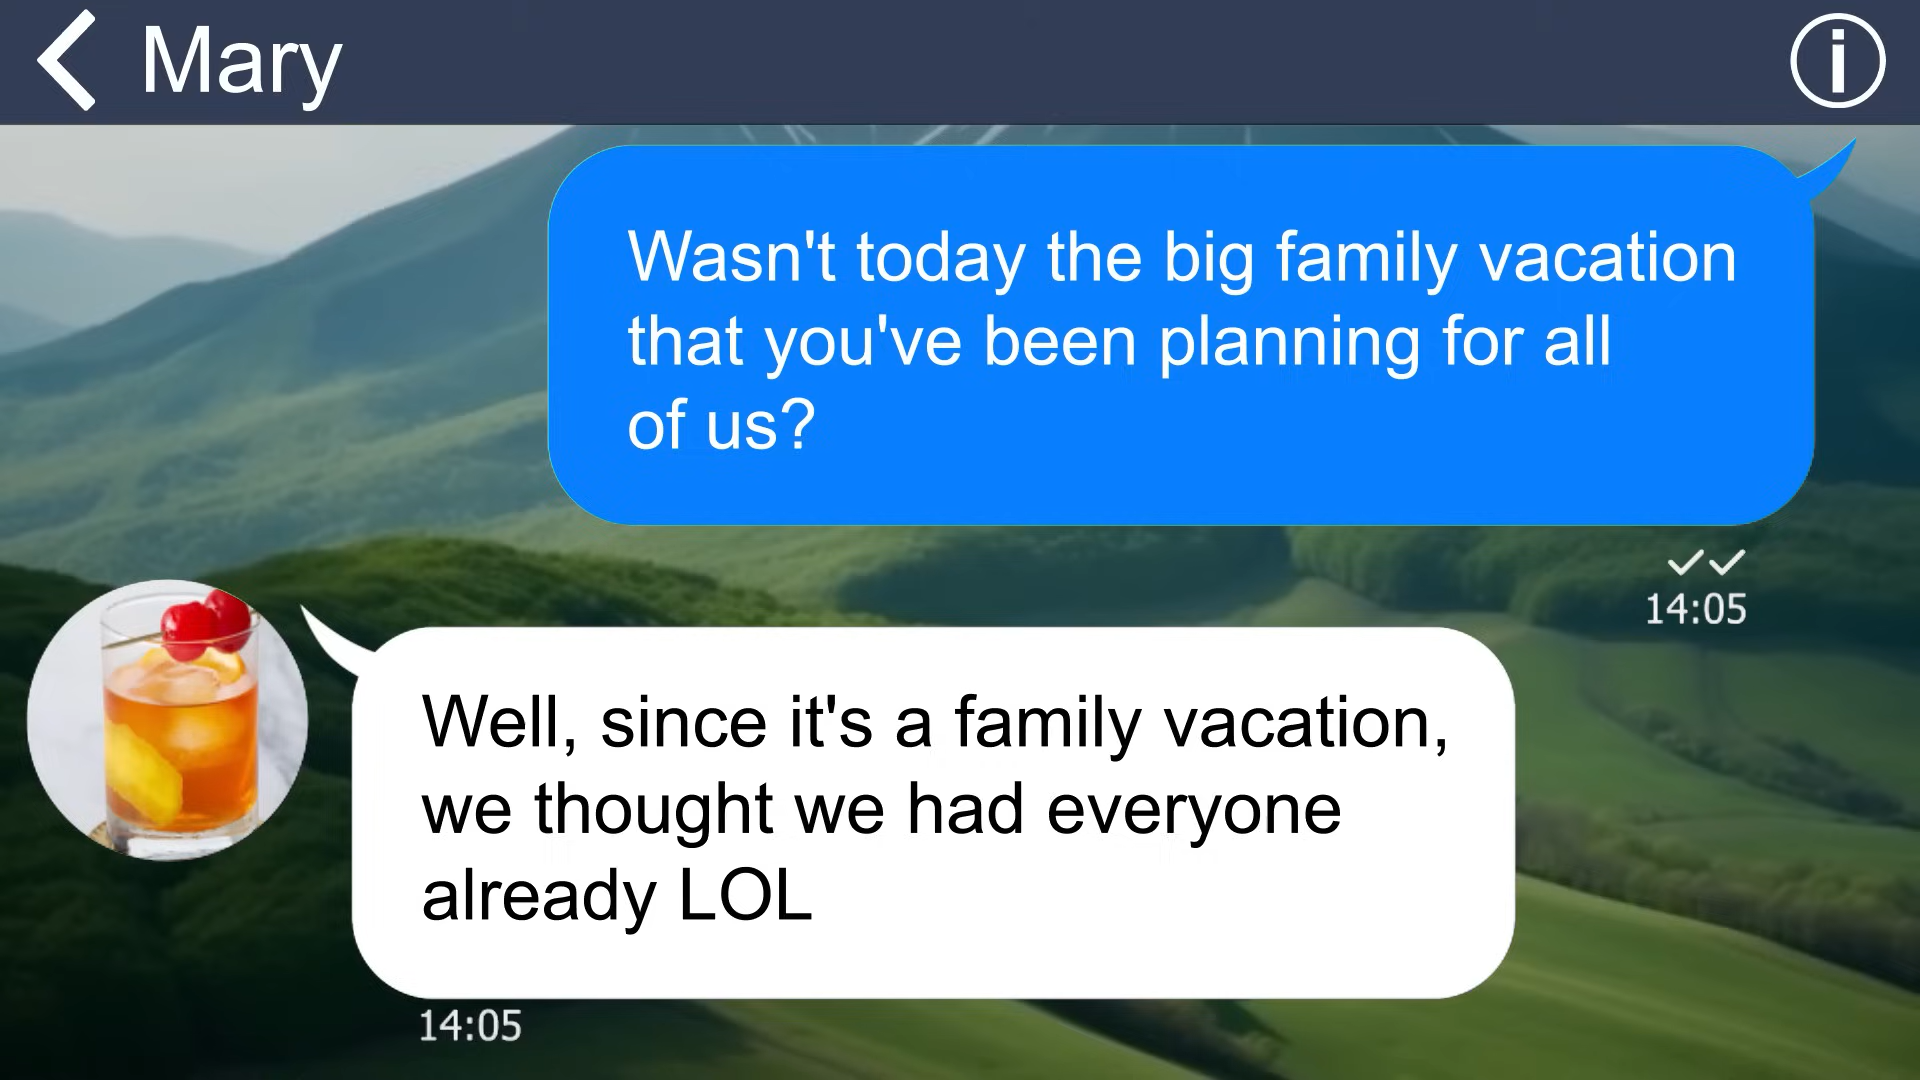 Mary
Wasn't today the big family vacation
that you've been planning for all
of us?
14:05
Well, since it's a family vacation,
we thought we had everyone
already LOL
14:05